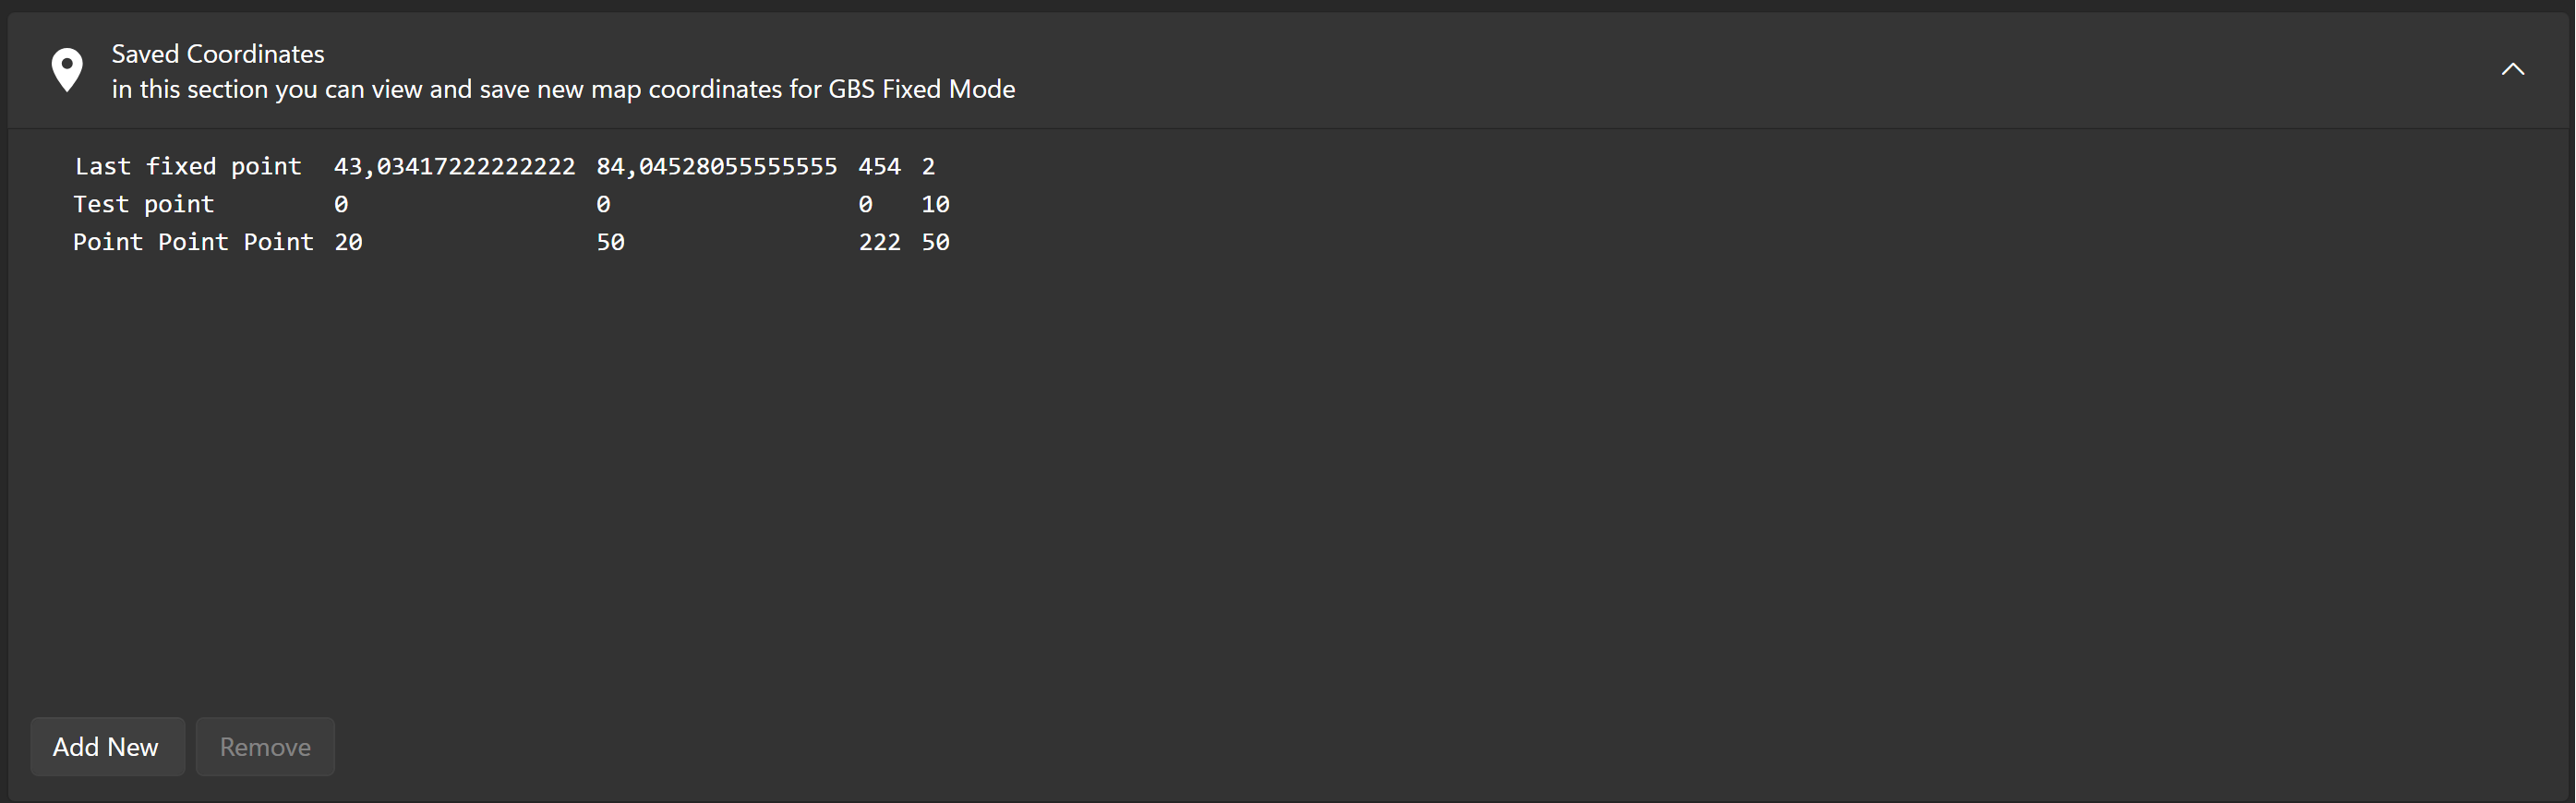 Saved Coordinates
in this section you can view and save new map coordinates for GBS Fixed Mode
Last fixed point 43,03417222222222 84,04528055555555 454 2
Test point 0 0 0 10
Point Point Point 20 50 222 50
Add New Remove